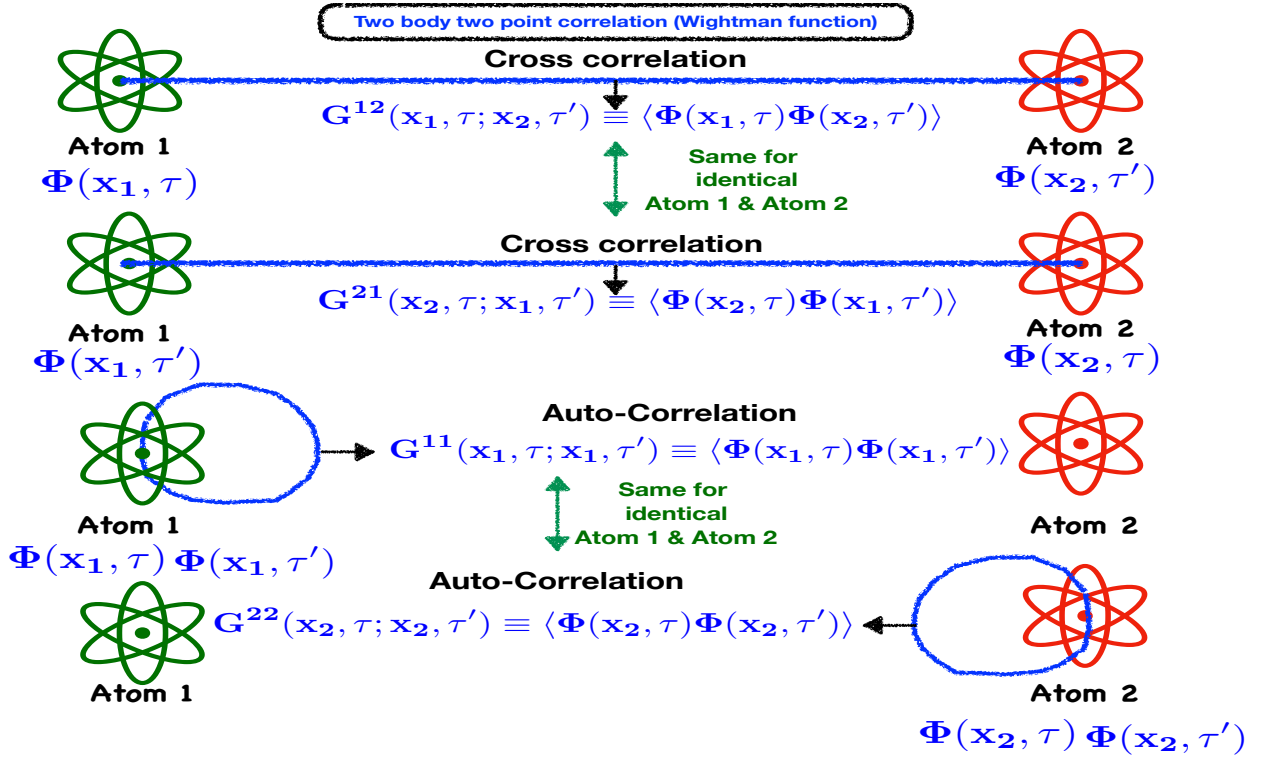 Two body two point correlation (Wightman function)
Cross correlation
G¹²(x₁, τ; x₂, τ′) ≡ ⟨Φ(x₁, τ)Φ(x₂, τ′)⟩
Atom 1
Φ(x₁, τ)
Atom 2
Φ(x₂, τ′)
Same for
identical
Atom 1 & Atom 2
Cross correlation
G²¹(x₂, τ; x₁, τ′) ≡ ⟨Φ(x₂, τ)Φ(x₁, τ′)⟩
Atom 1
Φ(x₁, τ′)
Atom 2
Φ(x₂, τ)
Auto-Correlation
G¹¹(x₁, τ; x₁, τ′) ≡ ⟨Φ(x₁, τ)Φ(x₁, τ′)⟩
Atom 1
Φ(x₁, τ) Φ(x₁, τ′)
Atom 2
Same for
identical
Atom 1 & Atom 2
Auto-Correlation
G²²(x₂, τ; x₂, τ′) ≡ ⟨Φ(x₂, τ)Φ(x₂, τ′)⟩
Atom 1
Atom 2
Φ(x₂, τ) Φ(x₂, τ′)